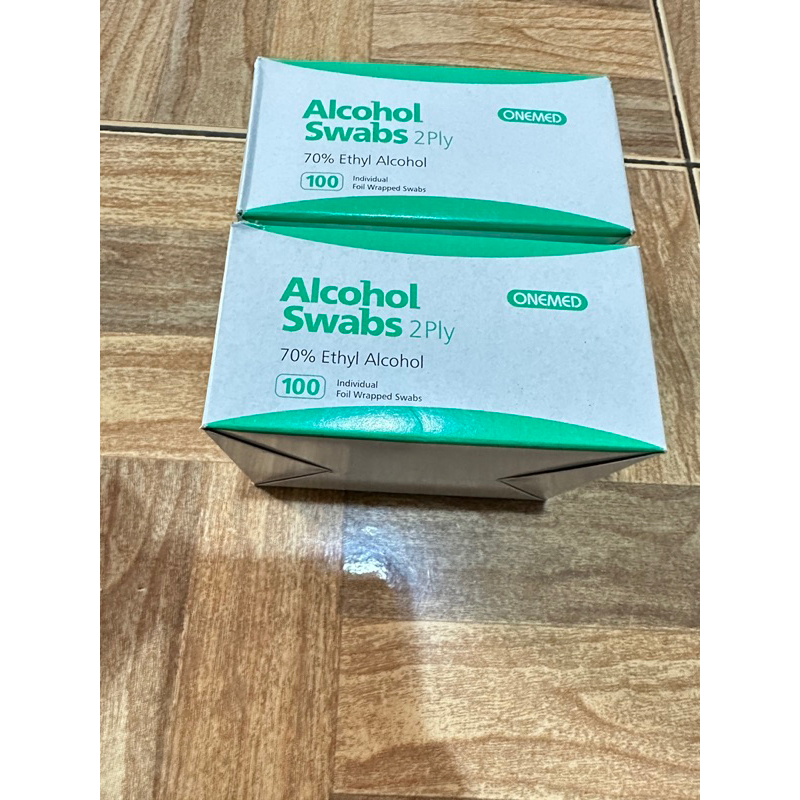 Alcohol
Swabs 2Ply
ONEMED
70% Ethyl Alcohol
100 Individual
Foil Wrapped Swabs
Alcohol
Swabs 2Ply
ONEMED
70% Ethyl Alcohol
100 Individual
Foil Wrapped Swabs